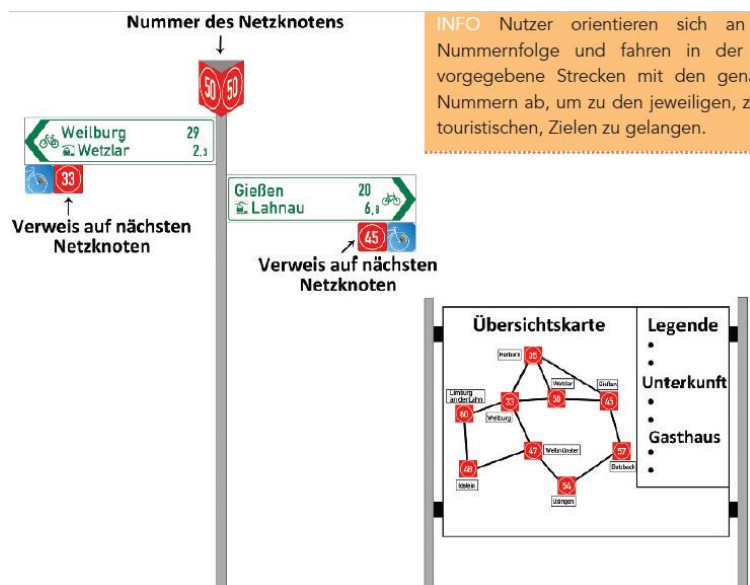 Nummer des Netzknotens
50 50
Weilburg 29
Wetzlar 2,3
33
Verweis auf nächsten
Netzknoten
Gießen 20
Lahnau 6,8
45
Verweis auf nächsten
Netzknoten
INFO Nutzer orientieren sich an
Nummernfolge und fahren in der
vorgegebene Strecken mit den
Nummern ab, um zu den jeweiligen,
touristischen, Zielen zu gelangen.
Übersichtskarte
Herborn
35
Wetzlar
50
Gießen
45
Limburg
an der Lahn
60
33
Weilburg
47
Weilmünster
57
Butzbach
48
Idstein
54
Usingen
Legende
Unterkunft
Gasthaus